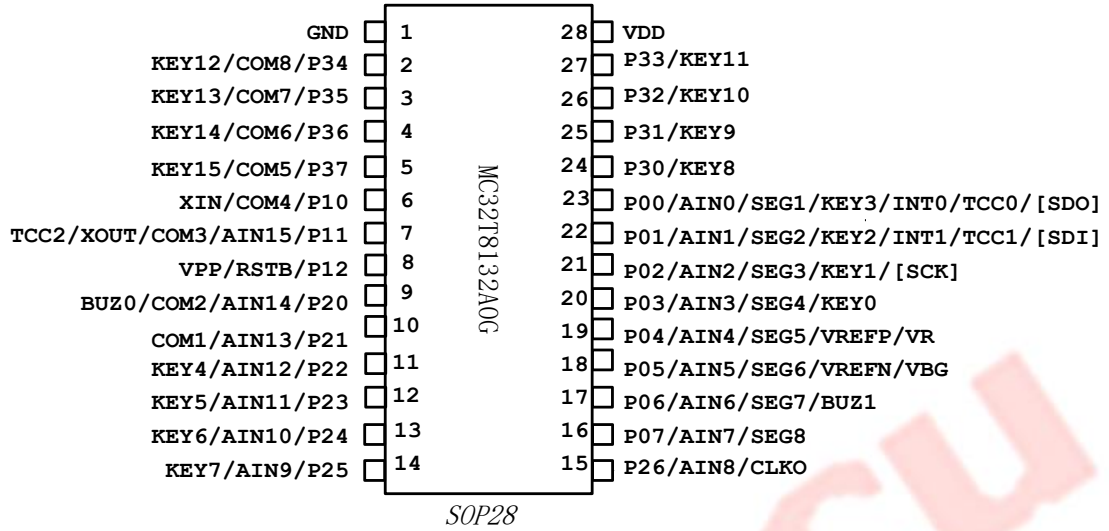 GND 1 28 VDD
KEY12/COM8/P34 2 27 P33/KEY11
KEY13/COM7/P35 3 26 P32/KEY10
KEY14/COM6/P36 4 25 P31/KEY9
KEY15/COM5/P37 5 24 P30/KEY8
XIN/COM4/P10 6 23 P00/AIN0/SEG1/KEY3/INT0/TCC0/[SDO]
TCC2/XOUT/COM3/AIN15/P11 7 22 P01/AIN1/SEG2/KEY2/INT1/TCC1/[SDI]
VPP/RSTB/P12 8 21 P02/AIN2/SEG3/KEY1/[SCK]
BUZ0/COM2/AIN14/P20 9 20 P03/AIN3/SEG4/KEY0
COM1/AIN13/P21 10 19 P04/AIN4/SEG5/VREFP/VR
KEY4/AIN12/P22 11 18 P05/AIN5/SEG6/VREFN/VBG
KEY5/AIN11/P23 12 17 P06/AIN6/SEG7/BUZ1
KEY6/AIN10/P24 13 16 P07/AIN7/SEG8
KEY7/AIN9/P25 14 15 P26/AIN8/CLKO
MC32T8132A0G
SOP28